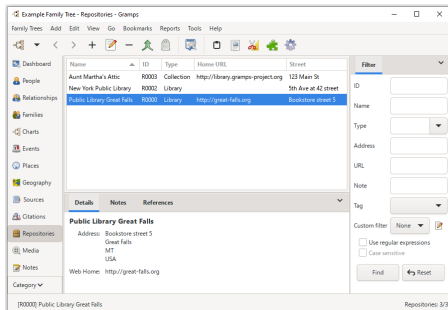 Example Family Tree - Repositories - Gramps
Family Trees Add Edit View Go Bookmarks Reports Tools Help
Dashboard
People
Relationships
Families
Charts
Events
Places
Geography
Sources
Citations
Repositories
Media
Notes
Category
Name ID Type Home URL Street
Aunt Martha's Attic R0003 Collection http://library.gramps-project.org 123 Main St
New York Public Library R0002 Library 5th Ave at 42 street
Public Library Great Falls R0000 Library http://great-falls.org Bookstore street 5
Details Notes References
Public Library Great Falls
Address: Bookstore street 5
Great Falls
MT
USA
Web Home: http://great-falls.org
Filter
ID
Name
Type
Address
URL
Note
Tag
Custom filter None
Use regular expressions
Case sensitive
Find Reset
[R0000] Public Library Great Falls
Repositories: 3/3